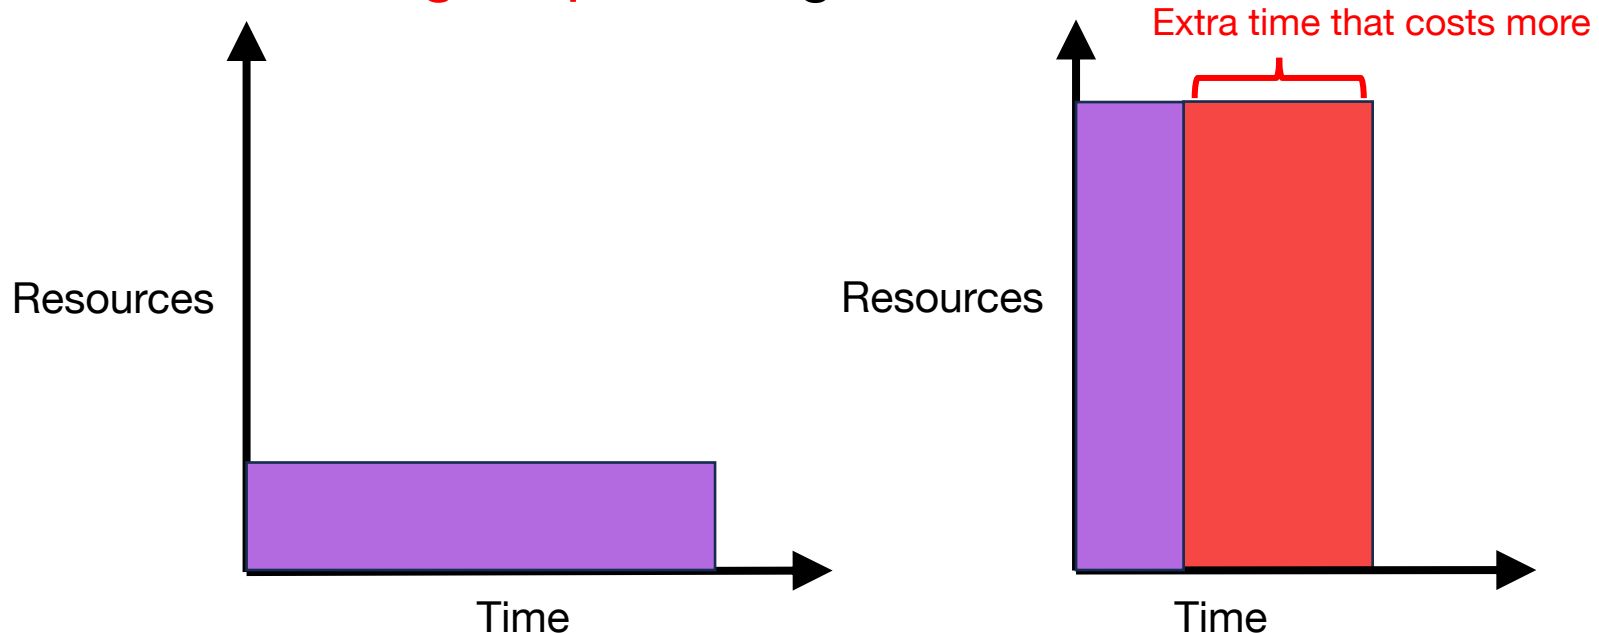 Extra time that costs more
Resources
Resources
Time
Time